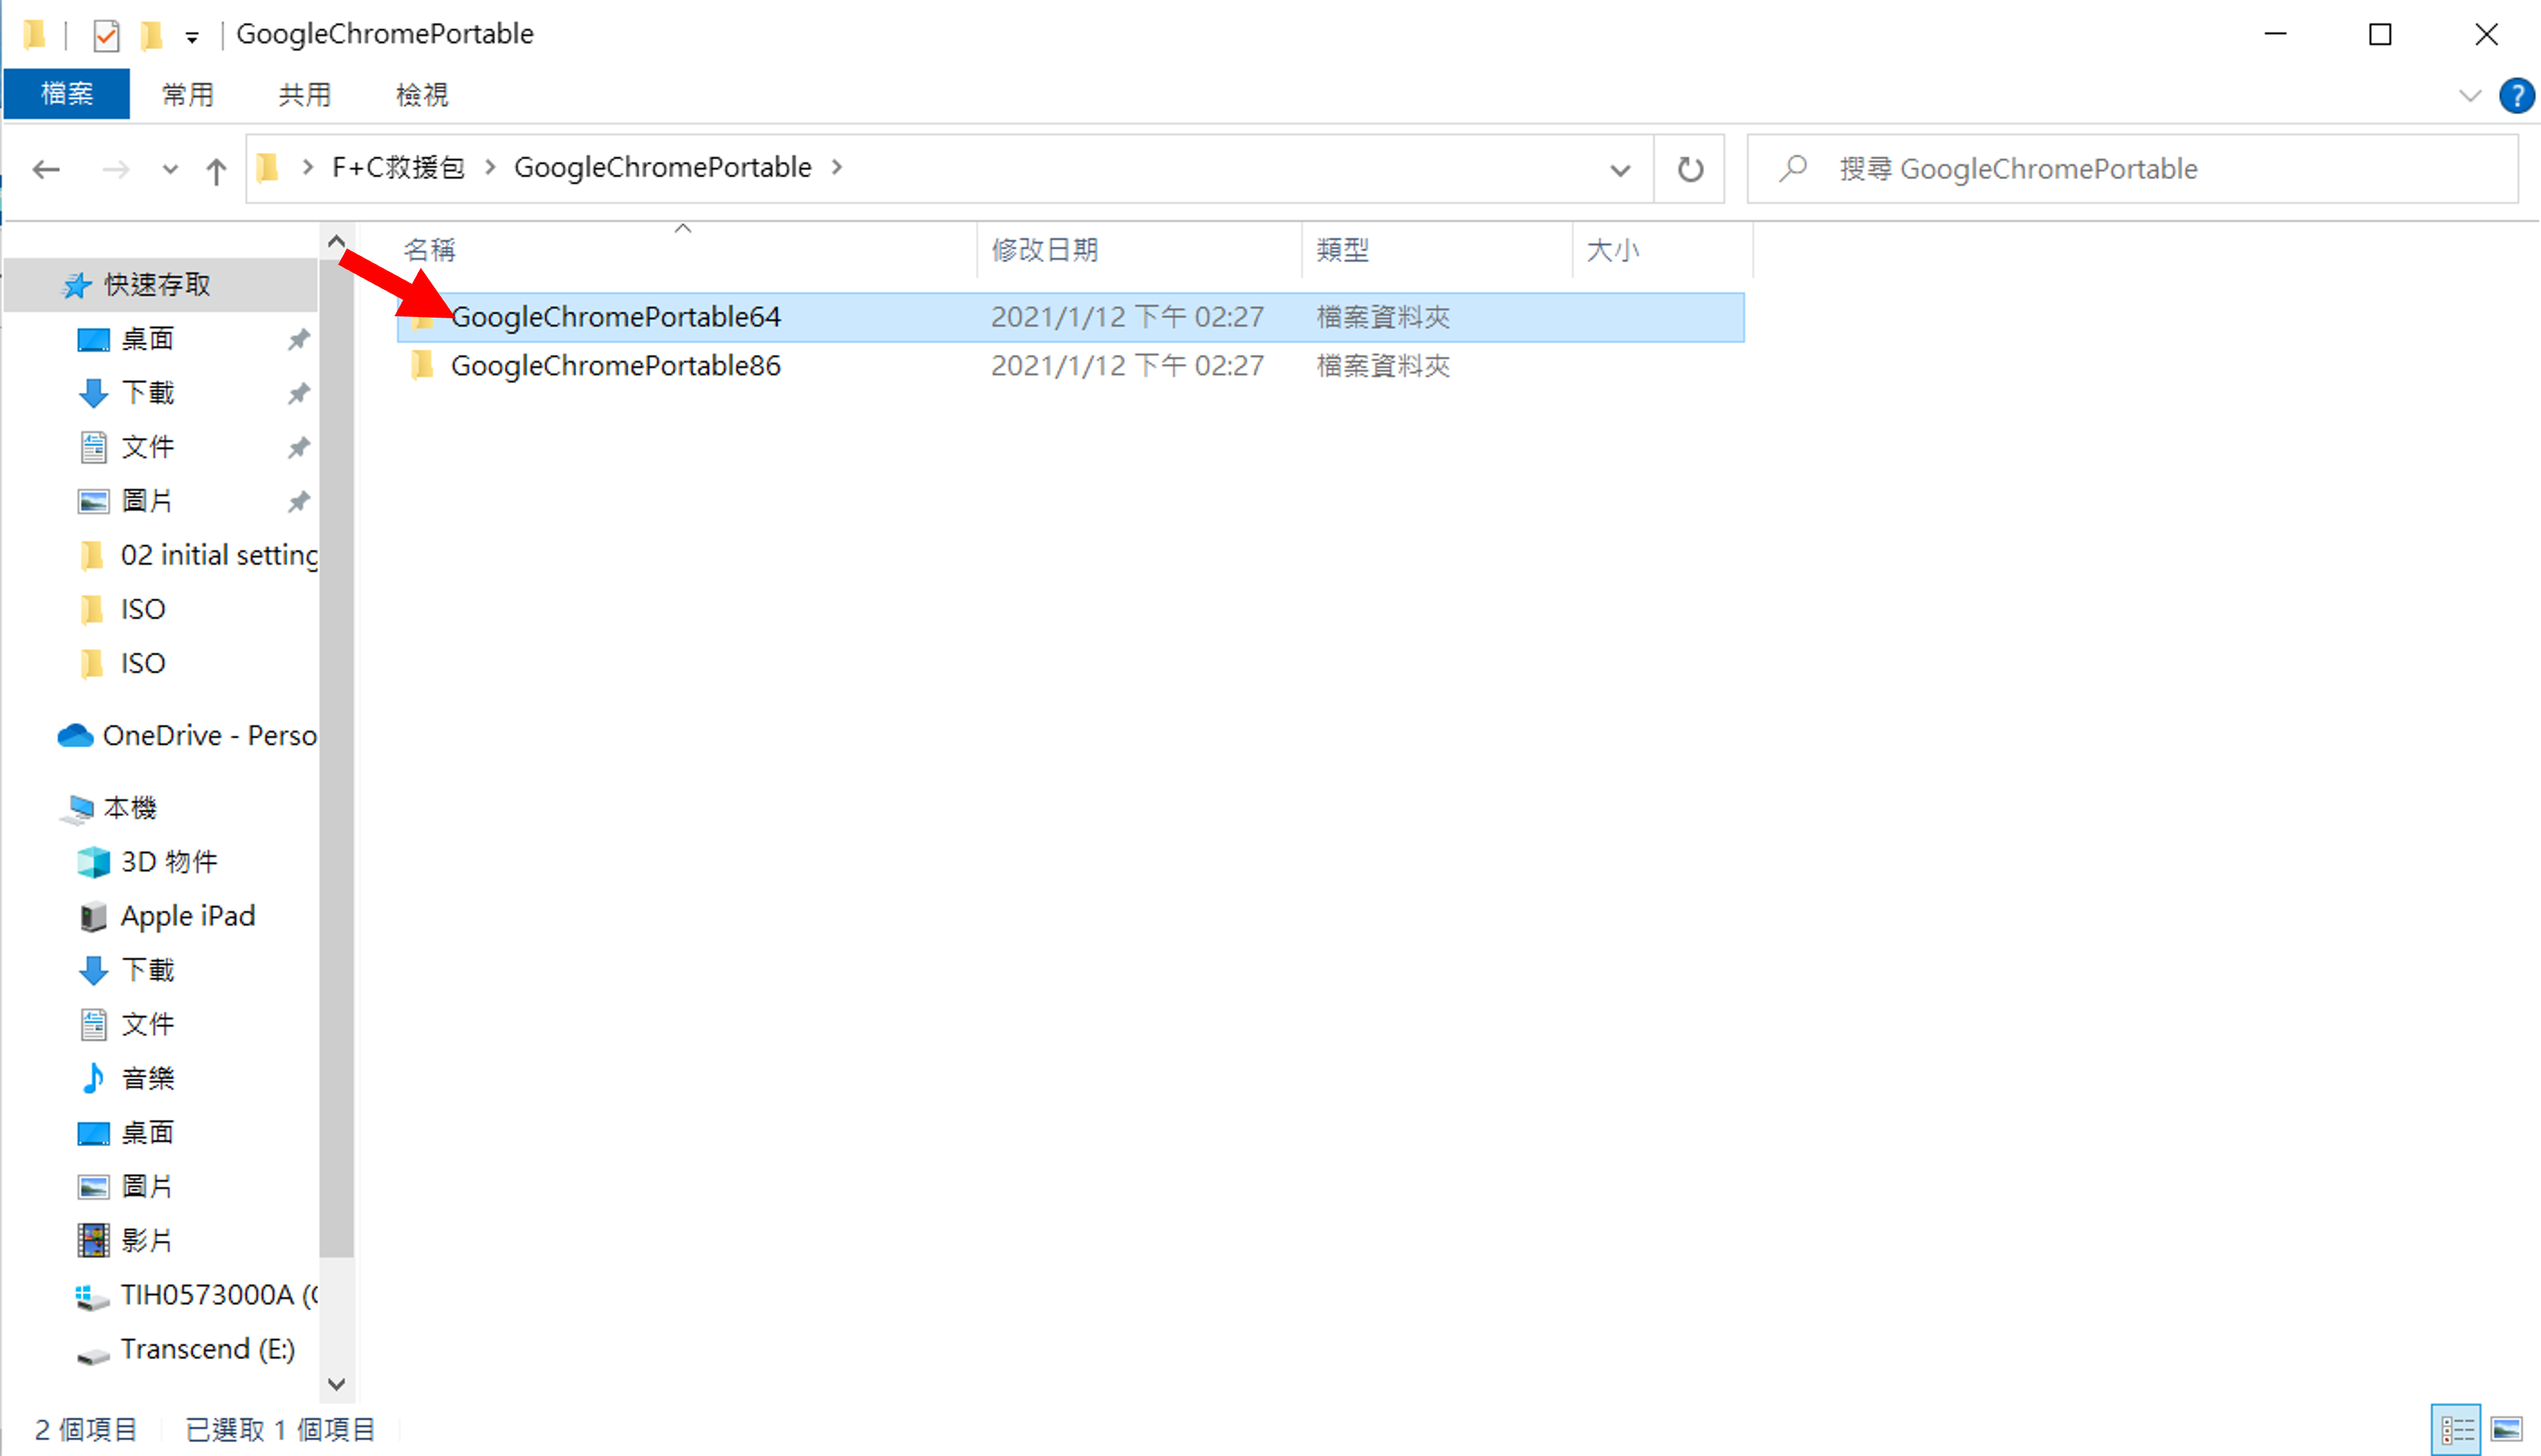 GoogleChromePortable
檔案 常用 共用 檢視
F+C救援包 GoogleChromePortable
搜尋 GoogleChromePortable
名稱 修改日期 類型 大小
GoogleChromePortable64 2021/1/12 下午 02:27 檔案資料夾
GoogleChromePortable86 2021/1/12 下午 02:27 檔案資料夾
快速存取
桌面
下載
文件
圖片
02 initial setting
ISO
ISO
OneDrive - Perso
本機
3D 物件
Apple iPad
下載
文件
音樂
桌面
圖片
影片
TIH0573000A (C
Transcend (E:)
2 個項目 已選取 1 個項目